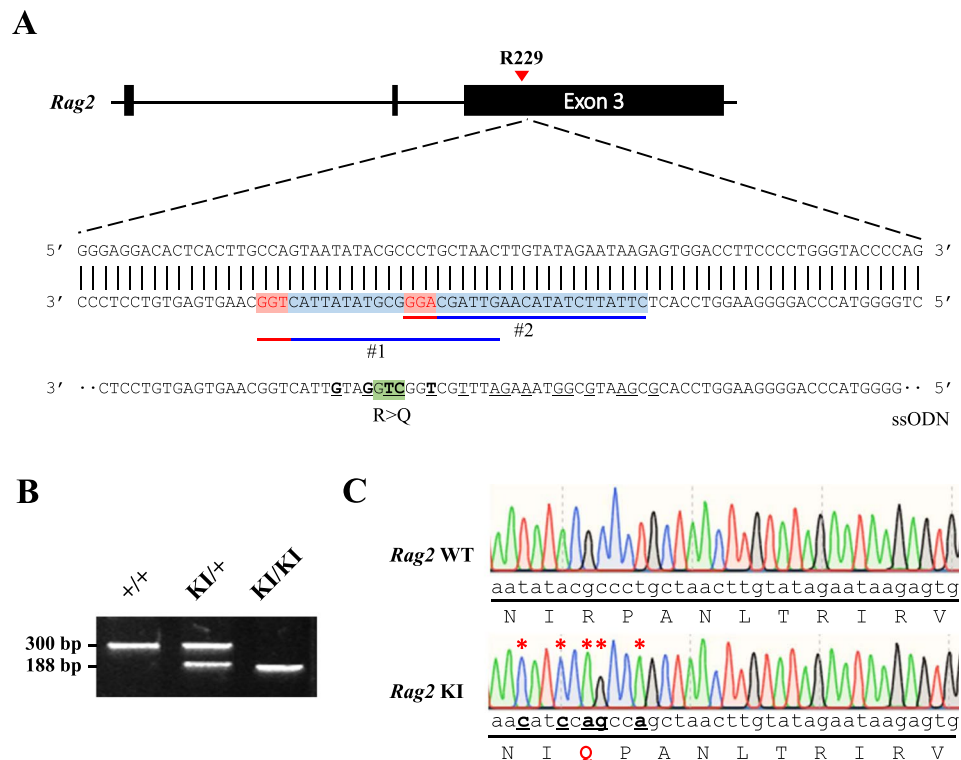 A
R229
Rag2
Exon 3
5′ GGGAGGACACTCACTTGCCAGTAATATACGCCCTGCTAACTTGTATAGAATAAGAGTGGACCTTCCCCTGGGTACCCCAG 3′
3′ CCCTCCTGTGAGTGAACGGTCATTATATGCGGGACGATTGAACATATCTTATTCTCACCTGGAAGGGGACCCATGGGGTC 5′
#2
#1
3′ ··CTCCTGTGAGTGAACGGTCATTGTAGGTCGGTCGTTTAGAAATGGCGTAAGCGCACCTGGAAGGGGACCCATGGGG·· 5′
R>Q
ssODN
B
+/+ KI/+ KI/KI
300 bp
188 bp
C
Rag2 WT
aatatacgccctgctaacttgtatagaataagagtg
N I R P A N L T R I R V
* * * * *
Rag2 KI
aacatccagccagctaacttgtatagaataagagtg
N I Q P A N L T R I R V